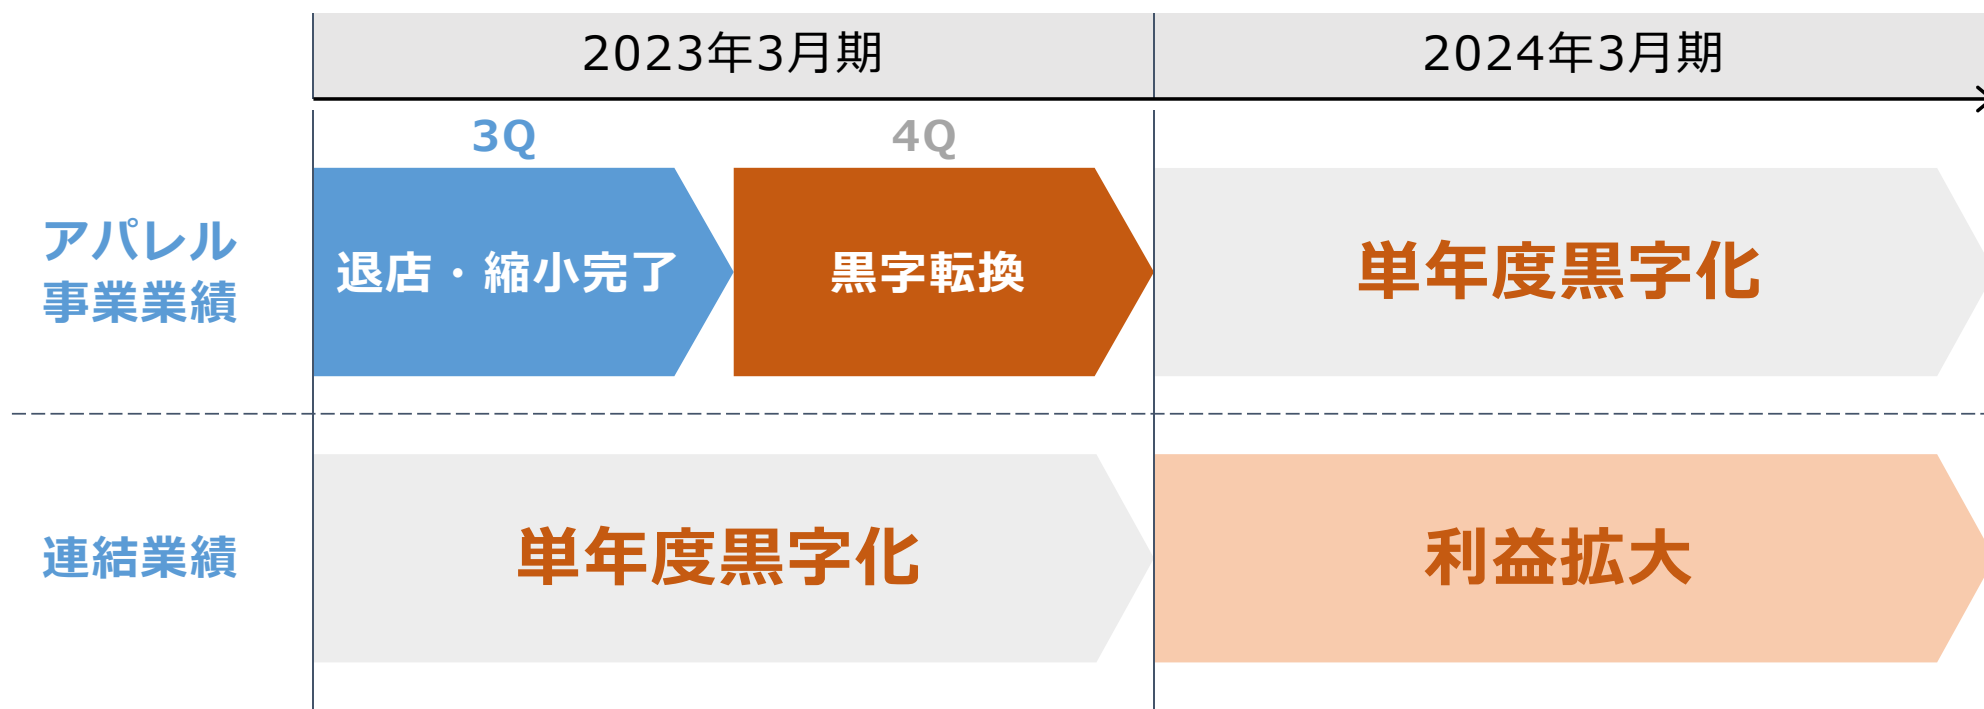 2023年3月期
2024年3月期
3Q
4Q
アパレル
事業業績
退店・縮小完了
黒字転換
単年度黒字化
連結業績
単年度黒字化
利益拡大